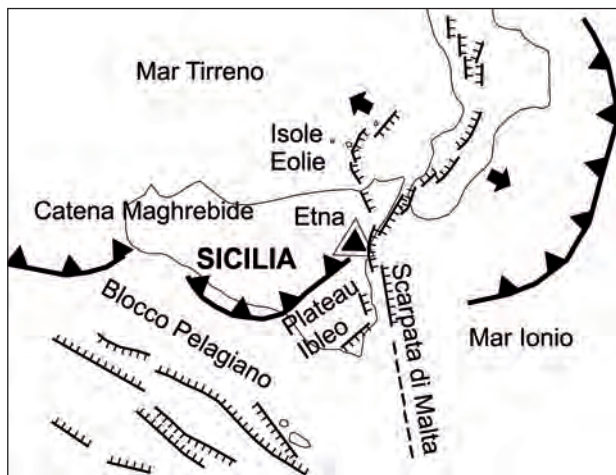 Mar Tirreno
Isole
Eolie
Catena Maghrebide
Etna
SICILIA
Blocco Pelagiano
Plateau
Ibleo
Scarpata di Malta
Mar Ionio